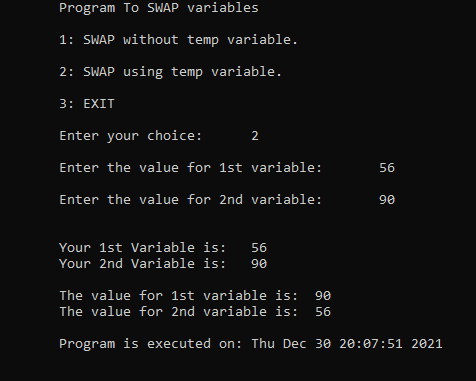 Program To SWAP variables
1: SWAP without temp variable.
2: SWAP using temp variable.
3: EXIT
Enter your choice: 2
Enter the value for 1st variable: 56
Enter the value for 2nd variable: 90
Your 1st Variable is: 56
Your 2nd Variable is: 90
The value for 1st variable is: 90
The value for 2nd variable is: 56
Program is executed on: Thu Dec 30 20:07:51 2021